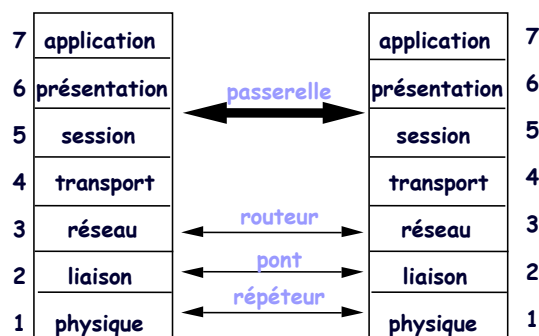 7 application application 7
6 présentation passerelle présentation 6
5 session session 5
4 transport transport 4
3 réseau routeur réseau 3
2 liaison pont liaison 2
1 physique répéteur physique 1